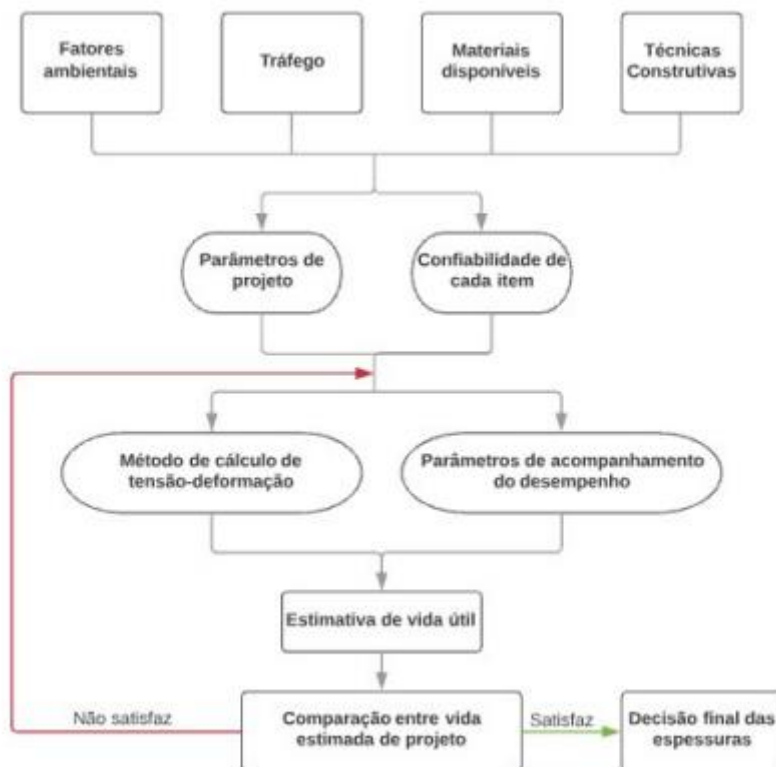 Fatores
ambientais
Tráfego
Materiais
disponíveis
Técnicas
Construtivas
Parâmetros de
projeto
Confiabilidade de
cada item
Método de cálculo de
tensão-deformação
Parâmetros de acompanhamento
do desempenho
Estimativa de vida útil
Não satisfaz
Comparação entre vida
estimada de projeto
Satisfaz
Decisão final das
espessuras